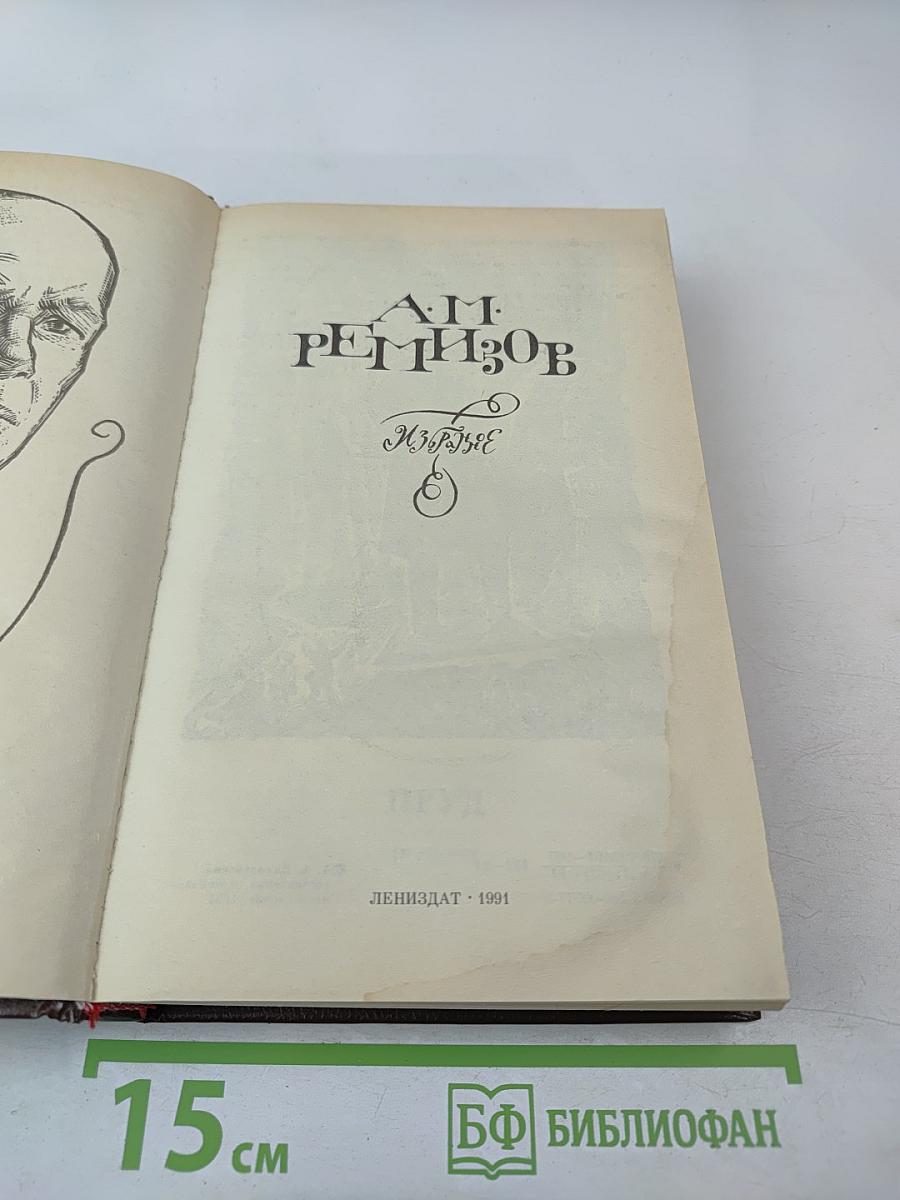 А·М·
РЕМИЗОВ
ИЗБРАННОЕ
ЛЕНИЗДАТ · 1991
15 см
БФ БИБЛИОФАН